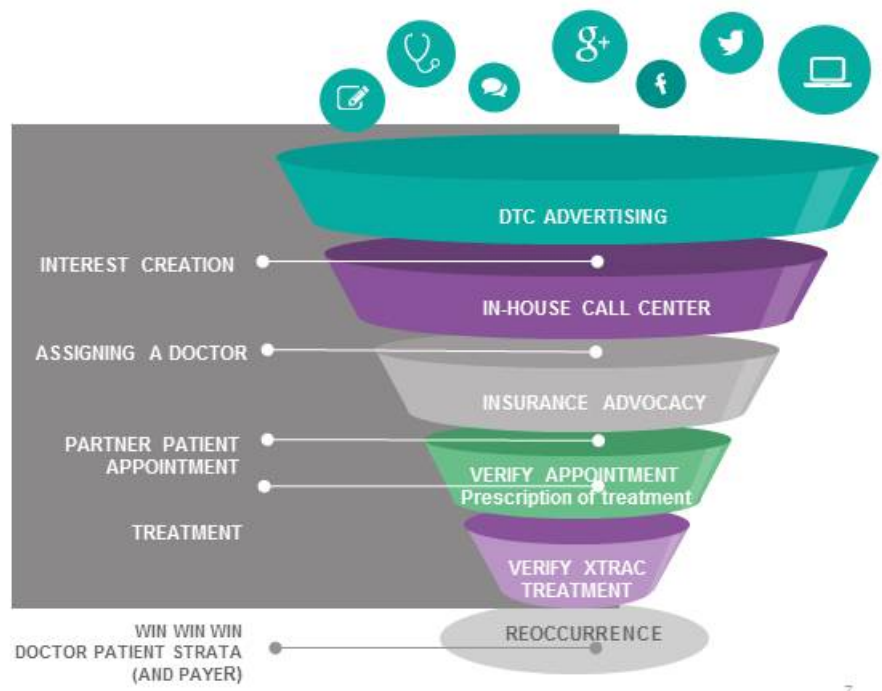 g+
f
DTC ADVERTISING
INTEREST CREATION
IN-HOUSE CALL CENTER
ASSIGNING A DOCTOR
INSURANCE ADVOCACY
PARTNER PATIENT
APPOINTMENT
VERIFY APPOINTMENT
Prescription of treatment
TREATMENT
VERIFY XTRAC
TREATMENT
WIN WIN WIN
DOCTOR PATIENT STRATA
(AND PAYER)
REOCCURRENCE